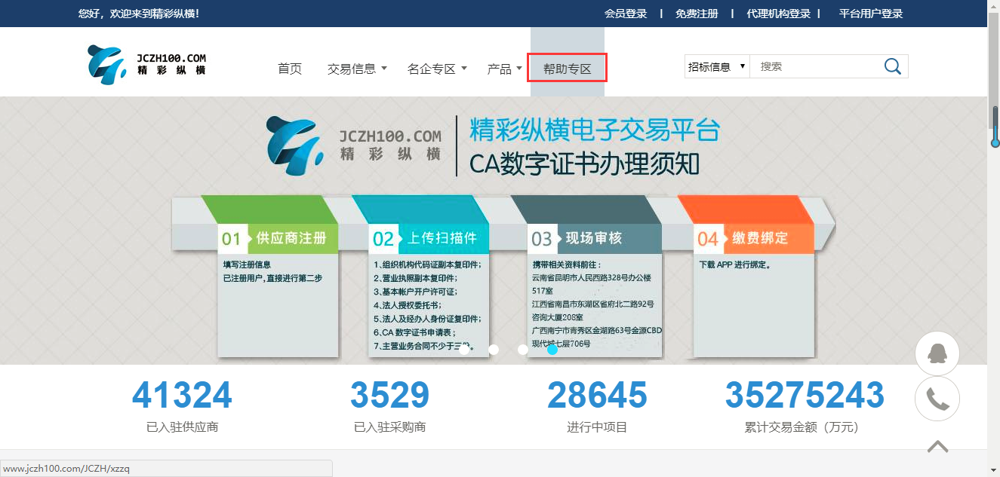 您好，欢迎来到精彩纵横！
会员登录 | 免费注册 | 代理机构登录 | 平台用户登录
JCZH100.COM
精彩纵横
首页 交易信息 名企专区 产品 帮助专区
招标信息 搜索
JCZH100.COM
精彩纵横
精彩纵横电子交易平台
CA数字证书办理须知
01 供应商注册
填写注册信息
已注册用户，直接进行第二步
02 上传扫描件
1、组织机构代码证副本复印件；
2、营业执照副本复印件；
3、基本帐户开户许可证；
4、法人授权委托书；
5、法人及经办人身份证复印件；
6、CA 数字证书申请表；
7、主营业务合同不少于三份。
03 现场审核
携带相关资料前往：
云南省昆明市人民西路328号办公楼
517室
江西省南昌市东湖区省府北二路92号
咨询大厦208室
广西南宁市青秀区金湖路63号金源CBD
现代城七层706号
04 缴费绑定
下载 APP 进行绑定。
41324
已入驻供应商
3529
已入驻采购商
28645
进行中项目
35275243
累计交易金额（万元）
www.jczh100.com/JCZH/xzzq